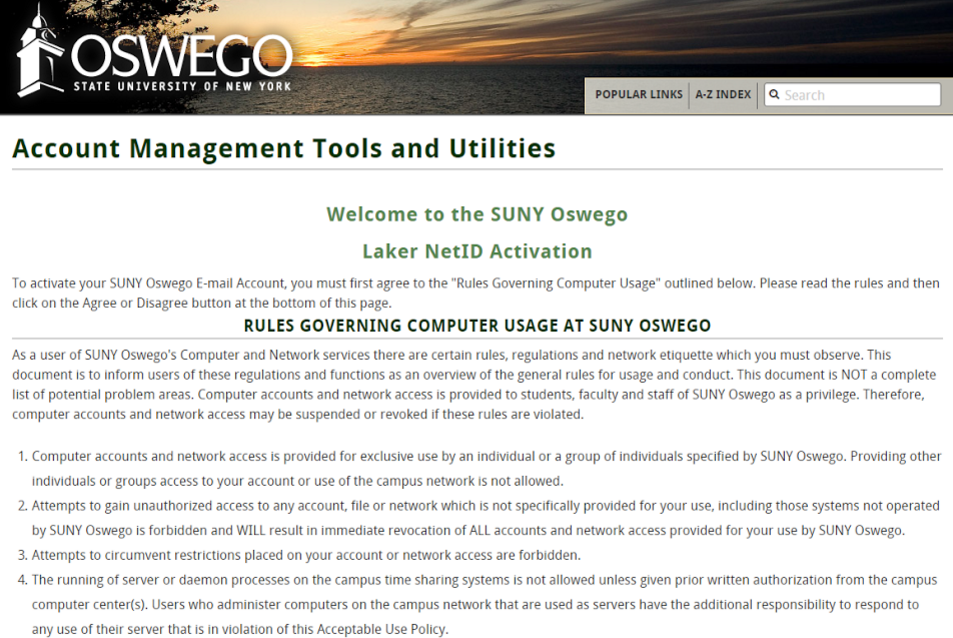 OSWEGO
STATE UNIVERSITY OF NEW YORK
POPULAR LINKS
A-Z INDEX
Search
Account Management Tools and Utilities
Welcome to the SUNY Oswego
Laker NetID Activation
To activate your SUNY Oswego E-mail Account, you must first agree to the "Rules Governing Computer Usage" outlined below. Please read the rules and then
click on the Agree or Disagree button at the bottom of this page.
RULES GOVERNING COMPUTER USAGE AT SUNY OSWEGO
As a user of SUNY Oswego's Computer and Network services there are certain rules, regulations and network etiquette which you must observe. This
document is to inform users of these regulations and functions as an overview of the general rules for usage and conduct. This document is NOT a complete
list of potential problem areas. Computer accounts and network access is provided to students, faculty and staff of SUNY Oswego as a privilege. Therefore,
computer accounts and network access may be suspended or revoked if these rules are violated.
1. Computer accounts and network access is provided for exclusive use by an individual or a group of individuals specified by SUNY Oswego. Providing other
individuals or groups access to your account or use of the campus network is not allowed.
2. Attempts to gain unauthorized access to any account, file or network which is not specifically provided for your use, including those systems not operated
by SUNY Oswego is forbidden and WILL result in immediate revocation of ALL accounts and network access provided for your use by SUNY Oswego.
3. Attempts to circumvent restrictions placed on your account or network access are forbidden.
4. The running of server or daemon processes on the campus time sharing systems is not allowed unless given prior written authorization from the campus
computer center(s). Users who administer computers on the campus network that are used as servers have the additional responsibility to respond to
any use of their server that is in violation of this Acceptable Use Policy.